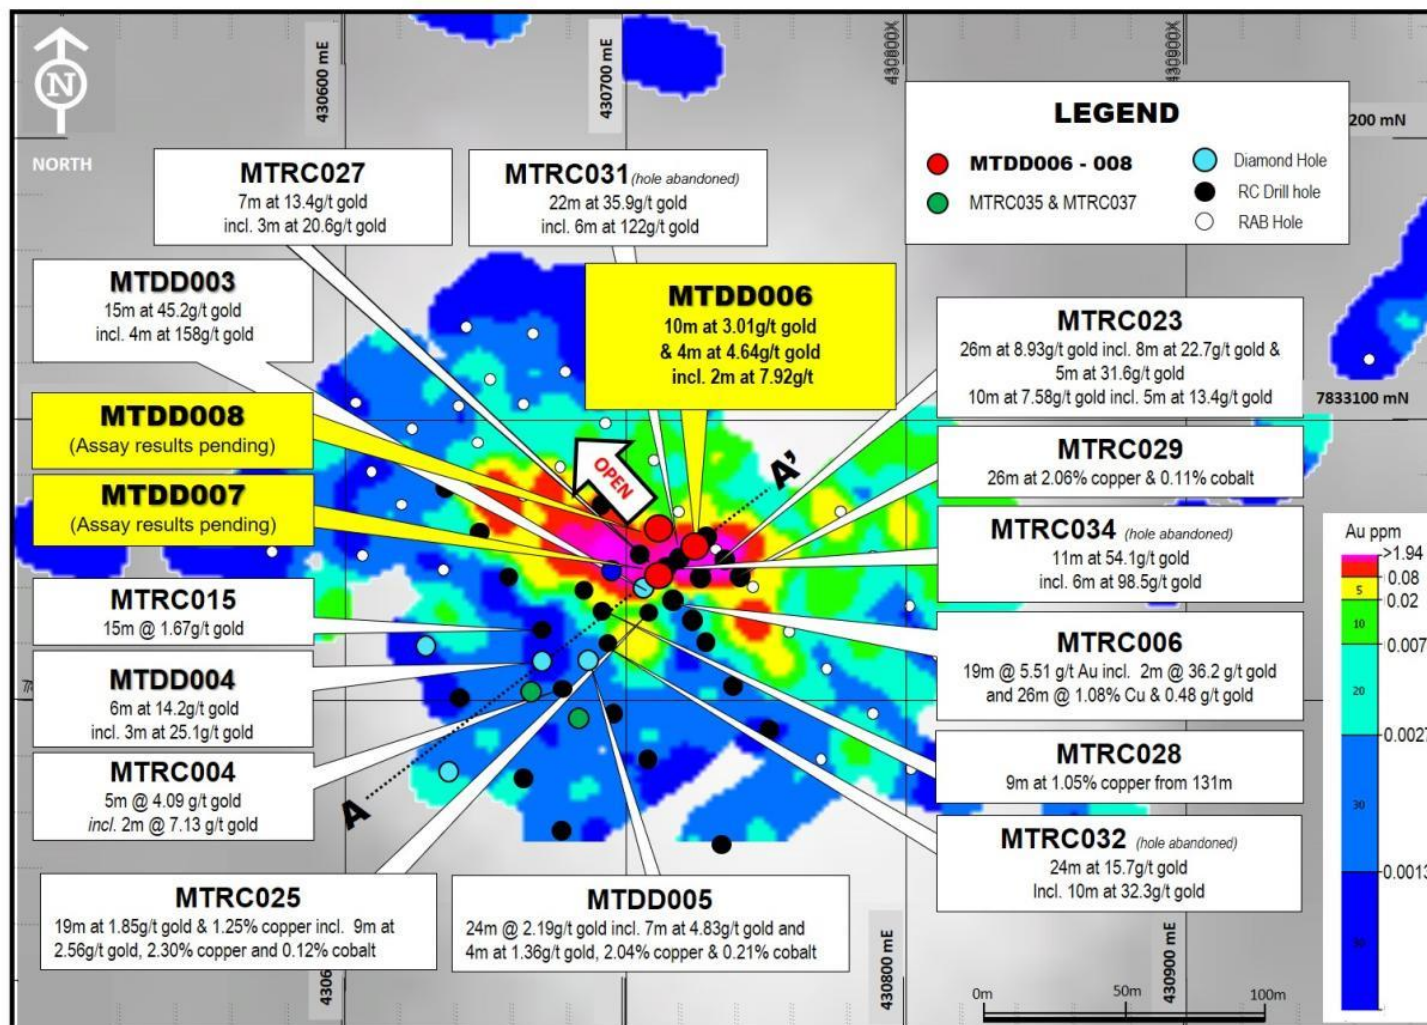 N
NORTH
430600 mE
430700 mE
430800X
430900X
LEGEND
MTDD006 - 008
MTRC035 & MTRC037
Diamond Hole
RC Drill hole
RAB Hole
200 mN
7833100 mN
MTRC027
7m at 13.4g/t gold
incl. 3m at 20.6g/t gold
MTRC031 (hole abandoned)
22m at 35.9g/t gold
incl. 6m at 122g/t gold
MTDD003
15m at 45.2g/t gold
incl. 4m at 158g/t gold
MTDD006
10m at 3.01g/t gold
& 4m at 4.64g/t gold
incl. 2m at 7.92g/t
MTRC023
26m at 8.93g/t gold incl. 8m at 22.7g/t gold &
5m at 31.6g/t gold
10m at 7.58g/t gold incl. 5m at 13.4g/t gold
MTDD008
(Assay results pending)
MTDD007
(Assay results pending)
OPEN
A'
A
MTRC029
26m at 2.06% copper & 0.11% cobalt
MTRC034 (hole abandoned)
11m at 54.1g/t gold
incl. 6m at 98.5g/t gold
MTRC015
15m @ 1.67g/t gold
MTDD004
6m at 14.2g/t gold
incl. 3m at 25.1g/t gold
MTRC004
5m @ 4.09 g/t gold
incl. 2m @ 7.13 g/t gold
MTRC006
19m @ 5.51 g/t Au incl. 2m @ 36.2 g/t gold
and 26m @ 1.08% Cu & 0.48 g/t gold
MTRC028
9m at 1.05% copper from 131m
MTRC032 (hole abandoned)
24m at 15.7g/t gold
Incl. 10m at 32.3g/t gold
MTRC025
19m at 1.85g/t gold & 1.25% copper incl. 9m at
2.56g/t gold, 2.30% copper and 0.12% cobalt
MTDD005
24m @ 2.19g/t gold incl. 7m at 4.83g/t gold and
4m at 1.36g/t gold, 2.04% copper & 0.21% cobalt
Au ppm
>1.94
0.08
5
0.02
10
0.007
20
0.0027
30
0.0013
4306
430800 mE
430900 mE
0m
50m
100m